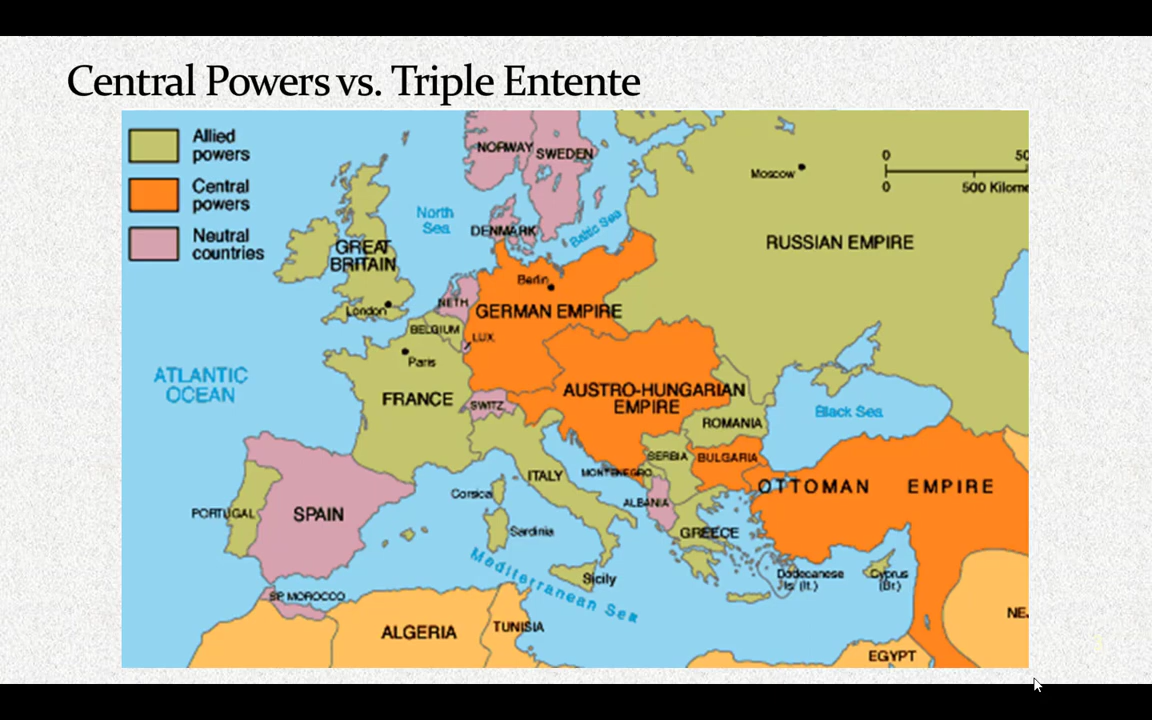 Central Powers vs. Triple Entente
Allied
powers
Central
powers
Neutral
countries
NORWAY
SWEDEN
Moscow
0 50
0 500 Kilome
North
Sea
DENMARK
Baltic Sea
GREAT
BRITAIN
RUSSIAN EMPIRE
Berlin
NETH
London
GERMAN EMPIRE
BELGIUM
LUX
Paris
ATLANTIC
OCEAN
FRANCE
AUSTRO-HUNGARIAN
EMPIRE
SWITZ
Black Sea
ROMANIA
SERBIA
BULGARIA
MONTENEGRO
ITALY
OTTOMAN EMPIRE
Corsica
ALBANIA
PORTUGAL
SPAIN
Sardinia
GREECE
Mediterranean Sea
Sicily
Dodecanese
Is. (It.)
Cyprus
(Br.)
SP. MOROCCO
ALGERIA
TUNISIA
NE
EGYPT